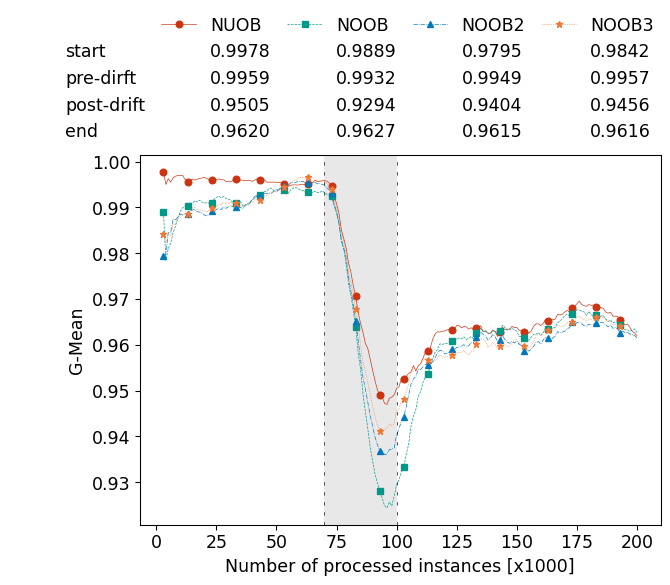 NUOB NOOB NOOB2 NOOB3
start 0.9978 0.9889 0.9795 0.9842
pre-dirft 0.9959 0.9932 0.9949 0.9957
post-drift 0.9505 0.9294 0.9404 0.9456
end 0.9620 0.9627 0.9615 0.9616
1.00
0.99
0.98
0.97
0.96
0.95
0.94
0.93
G-Mean
0 25 50 75 100 125 150 175 200
Number of processed instances [x1000]